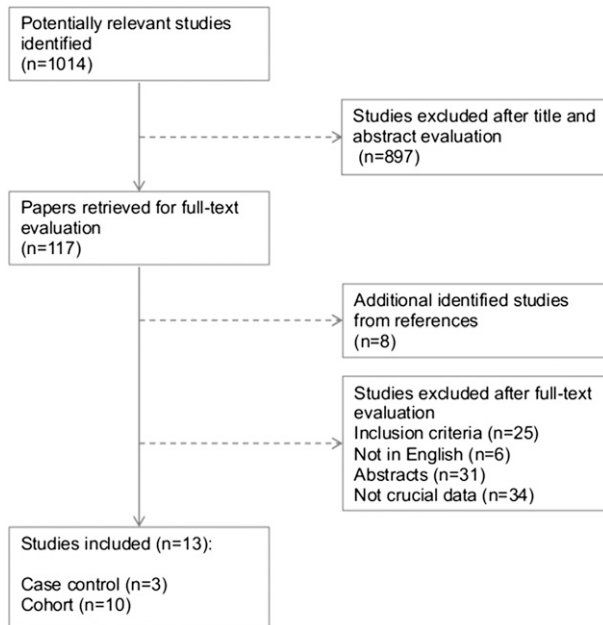 Potentially relevant studies
identified
(n=1014)
Studies excluded after title and
abstract evaluation
(n=897)
Papers retrieved for full-text
evaluation
(n=117)
Additional identified studies
from references
(n=8)
Studies excluded after full-text
evaluation
Inclusion criteria (n=25)
Not in English (n=6)
Abstracts (n=31)
Not crucial data (n=34)
Studies included (n=13):
Case control (n=3)
Cohort (n=10)